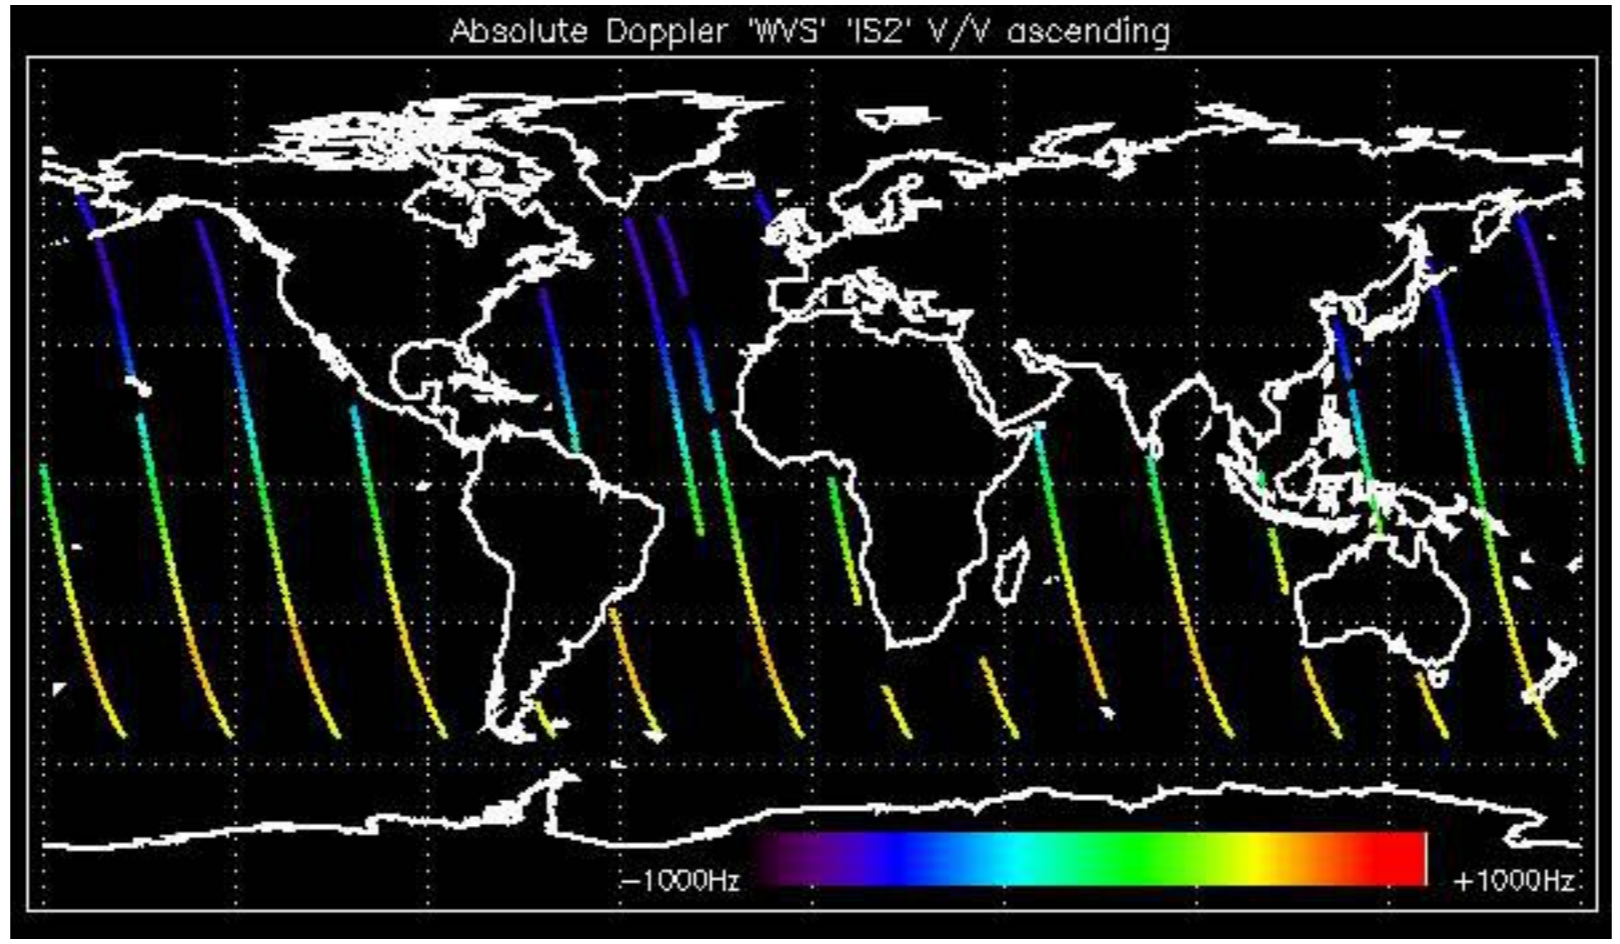 Absolute Doppler 'WVS' 'IS2' V/V ascending
−1000Hz
+1000Hz